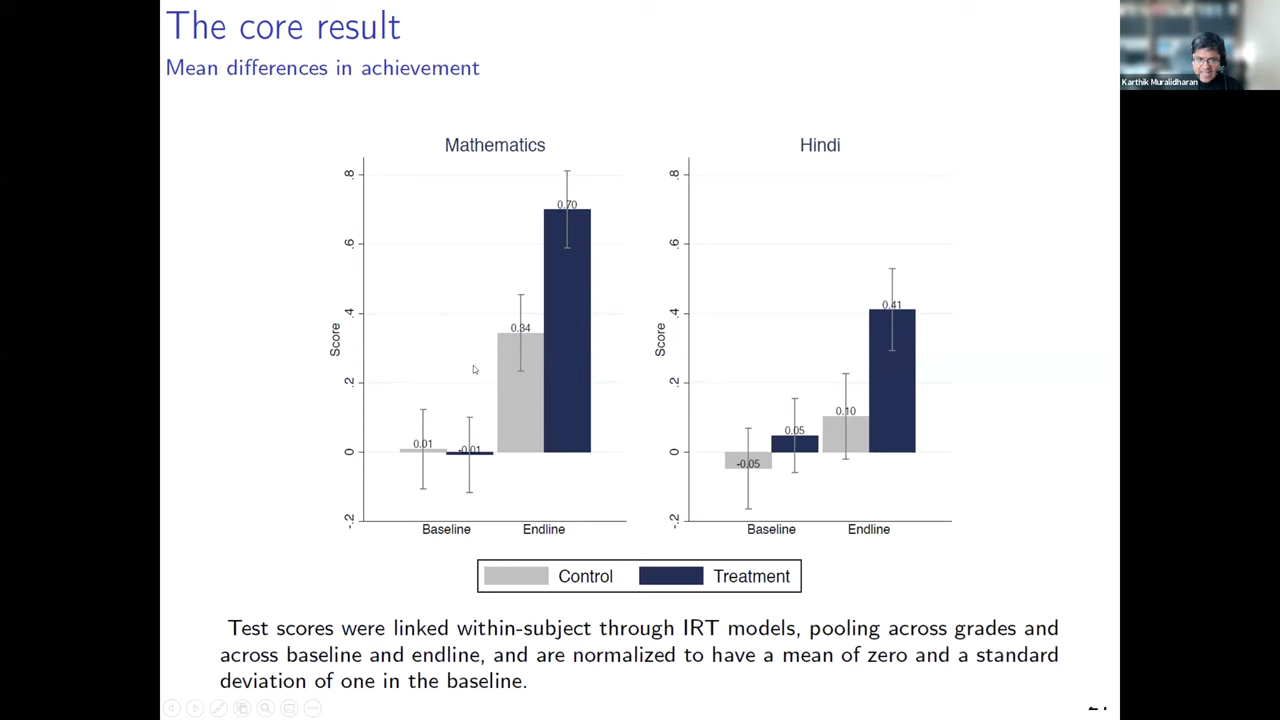 The core result
Mean differences in achievement
Karthik Muralidharan
Mathematics
Score
.8
.6
.4
.2
0
-.2
0.01
-0.01
0.34
0.70
Baseline
Endline
Hindi
Score
.8
.6
.4
.2
0
-.2
-0.05
0.05
0.10
0.41
Baseline
Endline
Control
Treatment
Test scores were linked within-subject through IRT models, pooling across grades and
across baseline and endline, and are normalized to have a mean of zero and a standard
deviation of one in the baseline.